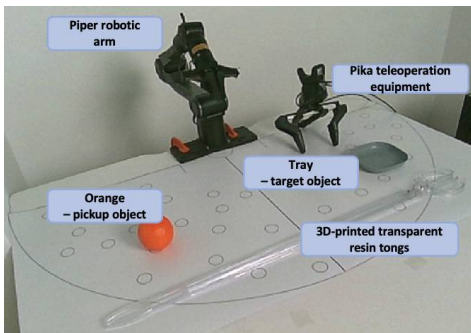 Piper robotic
arm
Pika teleoperation
equipment
Tray
– target object
Orange
– pickup object
3D-printed transparent
resin tongs